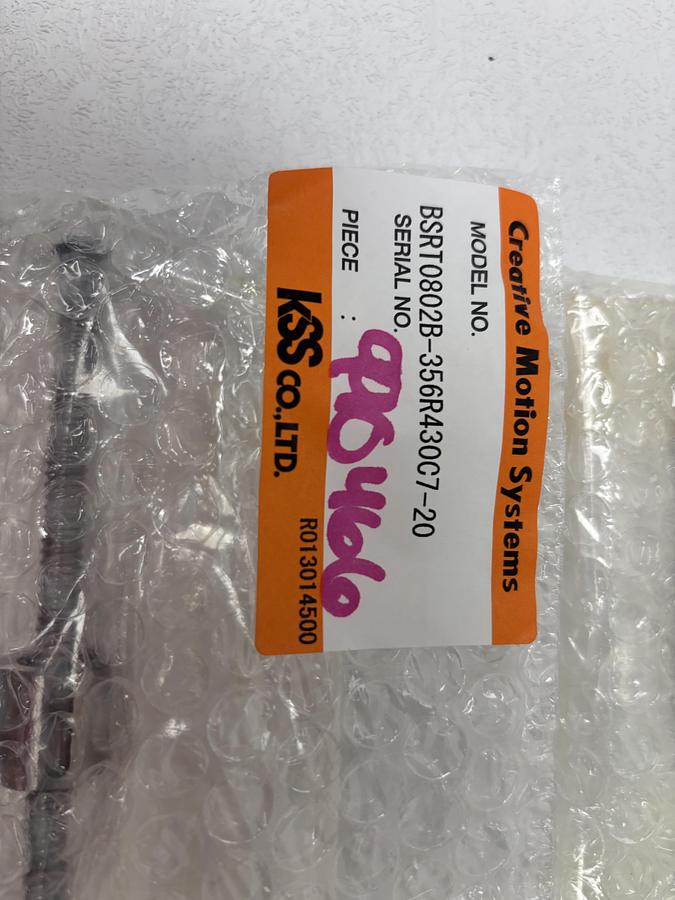 Creative Motion Systems
MODEL NO.
BSRT0802B-356R430C7-20
SERIAL NO.
PIECE :
KSS CO.,LTD.
R013014500